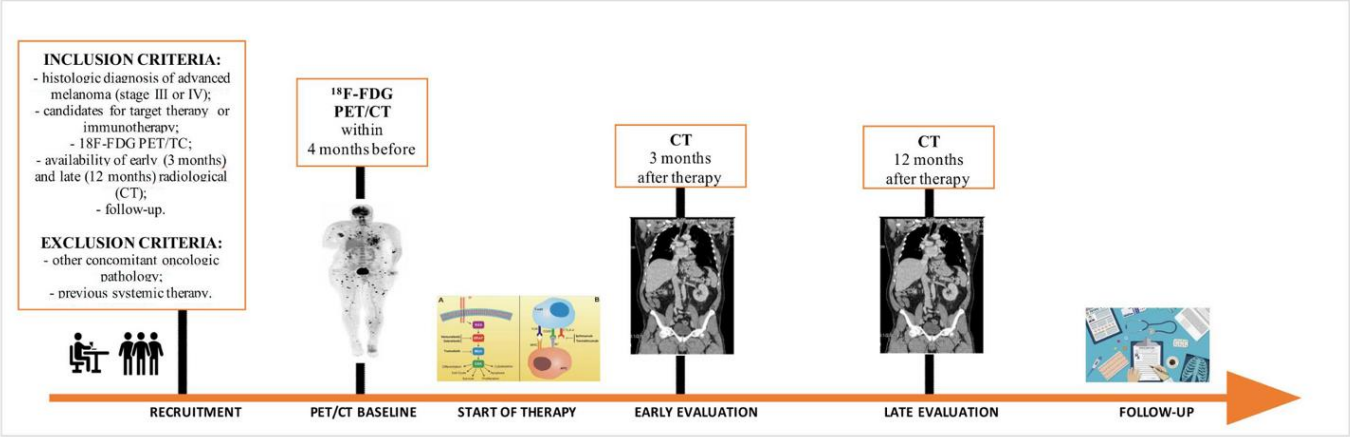 INCLUSION CRITERIA:
- histologic diagnosis of advanced
melanoma (stage III or IV);
- candidates for target therapy or
immunotherapy;
- 18F-FDG PET/TC;
- availability of early (3 months)
and late (12 months) radiological
(CT);
- follow-up.
EXCLUSION CRITERIA:
- other concomitant oncologic
pathology;
- previous systemic therapy.
18F-FDG
PET/CT
within
4 months before
CT
3 months
after therapy
CT
12 months
after therapy
A
B
RECRUITMENT
PET/CT BASELINE
START OF THERAPY
EARLY EVALUATION
LATE EVALUATION
FOLLOW-UP